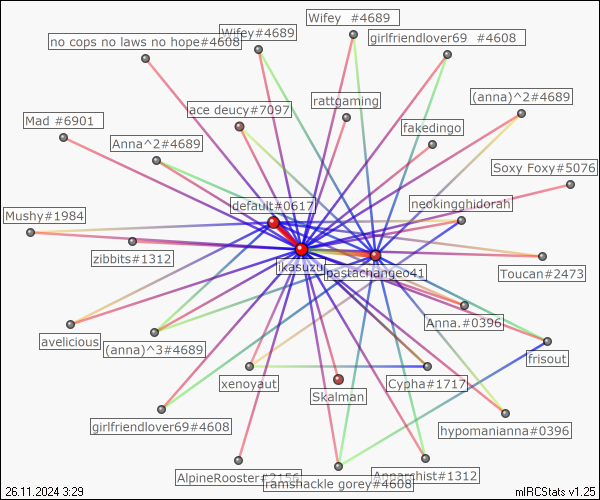 Wifey  #4689
Wifey#4689
no cops no laws no hope#4608
girlfriendlover69  #4608
(anna)^2#4689
rattgaming
ace deucy#7097
Mad #6901
fakedingo
Anna^2#4689
Soxy Foxy#5076
default#0617
neokingghidorah
Mushy#1984
zibbits#1312
ikasuzu
pastachangeo41
Toucan#2473
Anna.#0396
avelicious
(anna)^3#4689
frisout
xenoyaut
Cypha#1717
Skalman
girlfriendlover69#4608
hypomanianna#0396
AlpineRooster#2156
ramshackle gorey#4608
Annarchist#1312
26.11.2024 3:29
mIRCStats v1.25